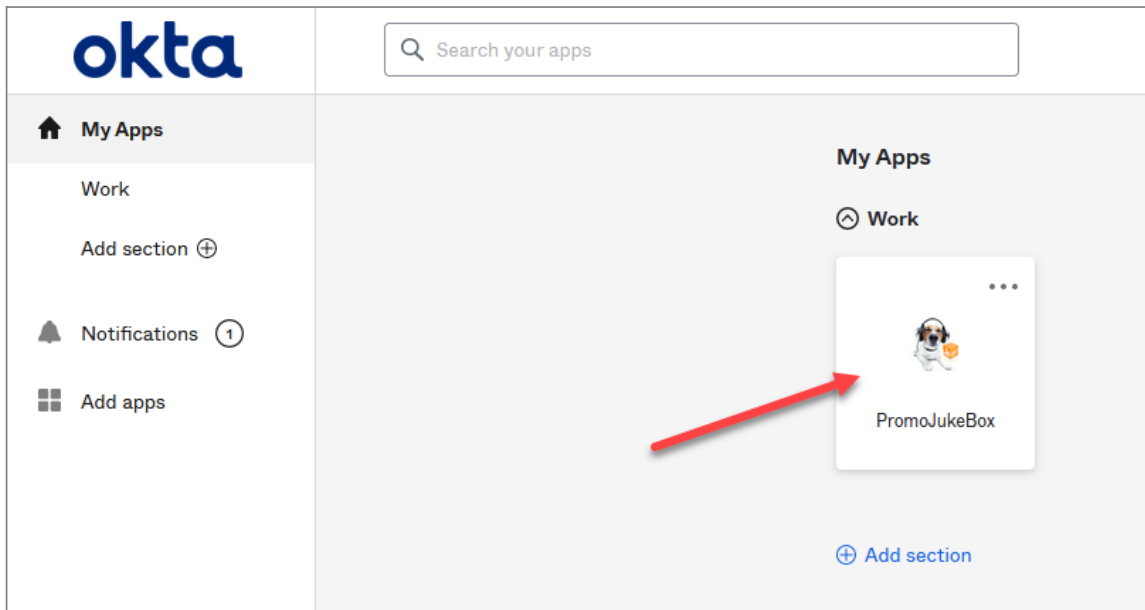 okta
Search your apps
My Apps
Work
Add section
Notifications 1
Add apps
My Apps
Work
PromoJukeBox
Add section